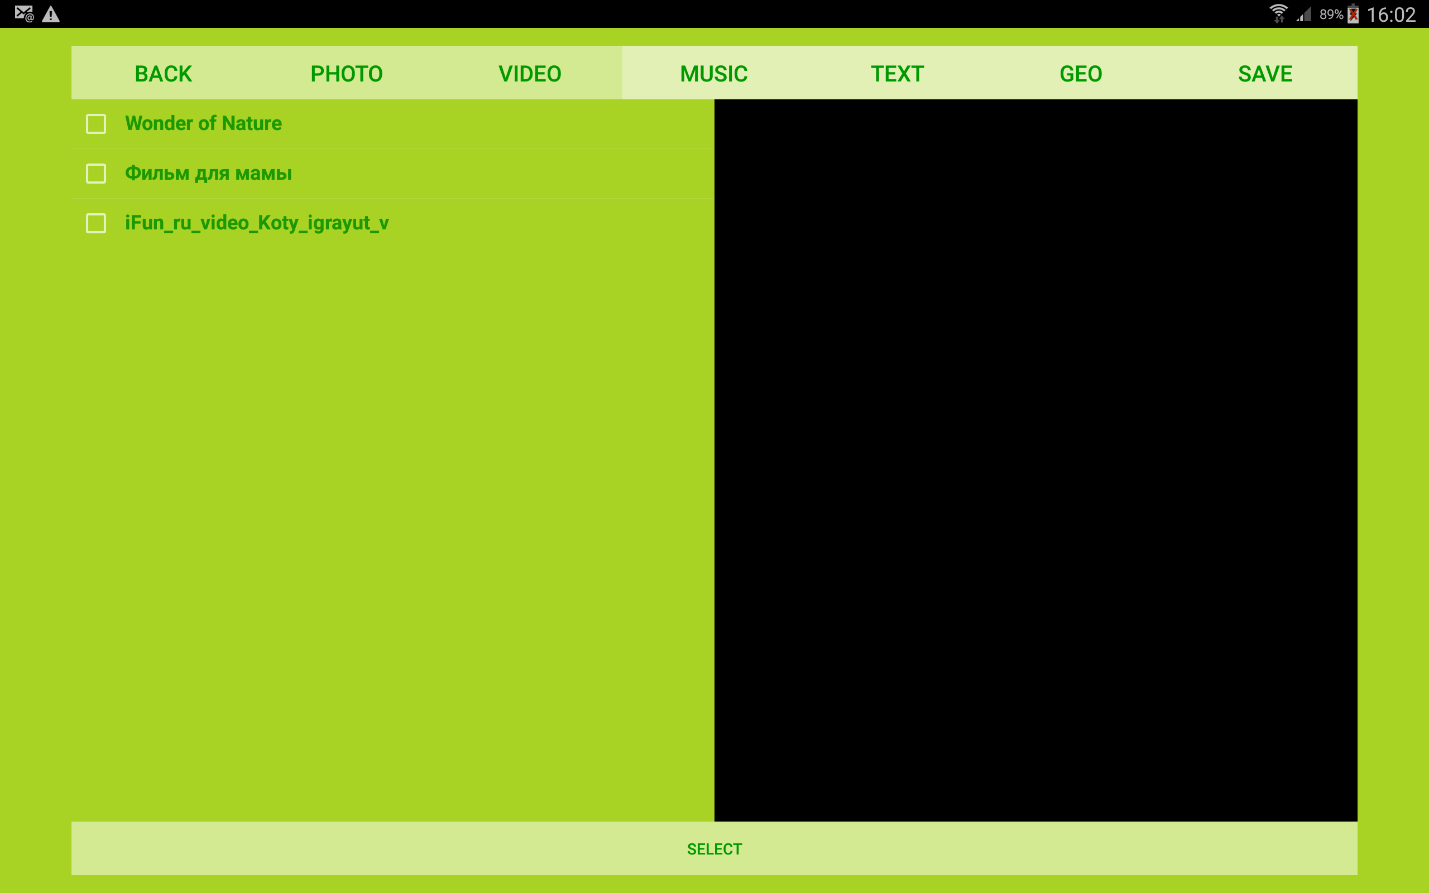 89% 16:02
BACK PHOTO VIDEO MUSIC TEXT GEO SAVE
Wonder of Nature
Фильм для мамы
iFun_ru_video_Koty_igrayut_v
SELECT